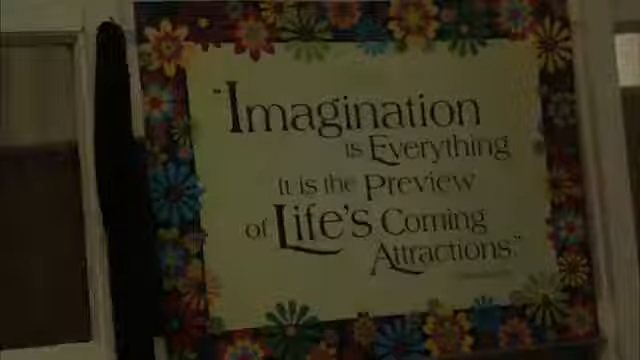 "Imagination
is Everything
It is the Preview
of Life's Coming
Attractions."